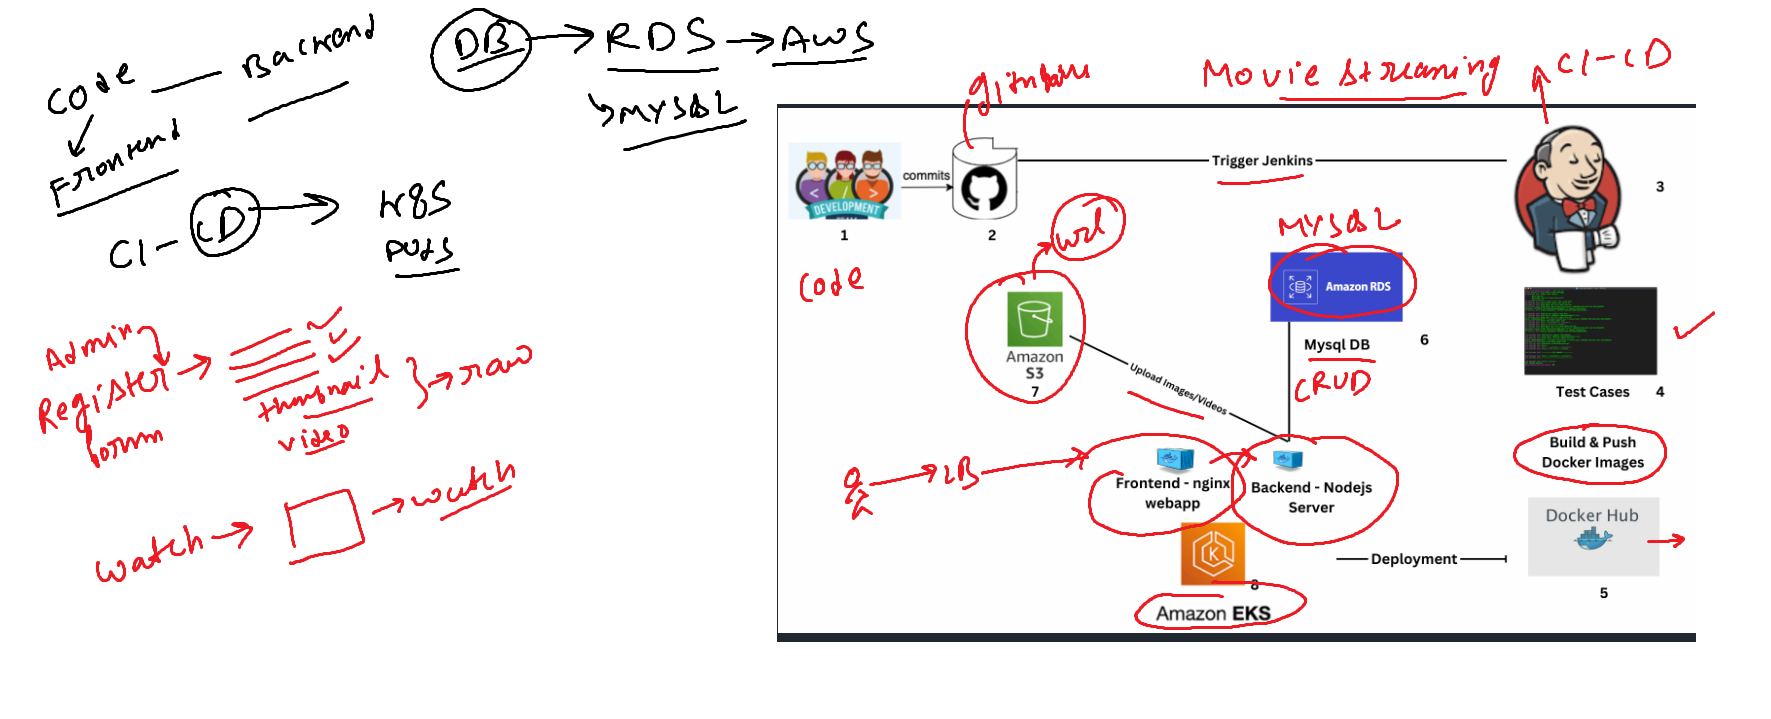 Code — Backend
Frontend
DB → RDS → AWS
↳ MYSQL
CI - CD → K8S
Pods
Admin
Register → 
form
thumbnail
video
} → row
watch → → watch
Movie streaming
github
CI-CD
commits
Trigger Jenkins
DEVELOPMENT
1
2
3
code
url
MYSQL
Amazon RDS
Amazon
S3
7
Mysql DB
6
CRUD
Upload Images/Videos
Test Cases 4
Build & Push
Docker Images
→ LB →
Frontend - nginx
webapp
Backend - Nodejs
Server
Docker Hub
Deployment
8
5
Amazon EKS